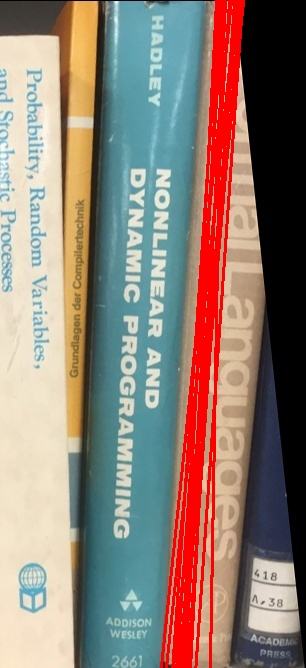 Probability, Random Variables,
and Stochastic Processes
Grundlagen der Compilertechnik
HADLEY
NONLINEAR AND
DYNAMIC PROGRAMMING
ADDISON
WESLEY
2661
Languages
418
A,38
ACADEMIC
PRESS